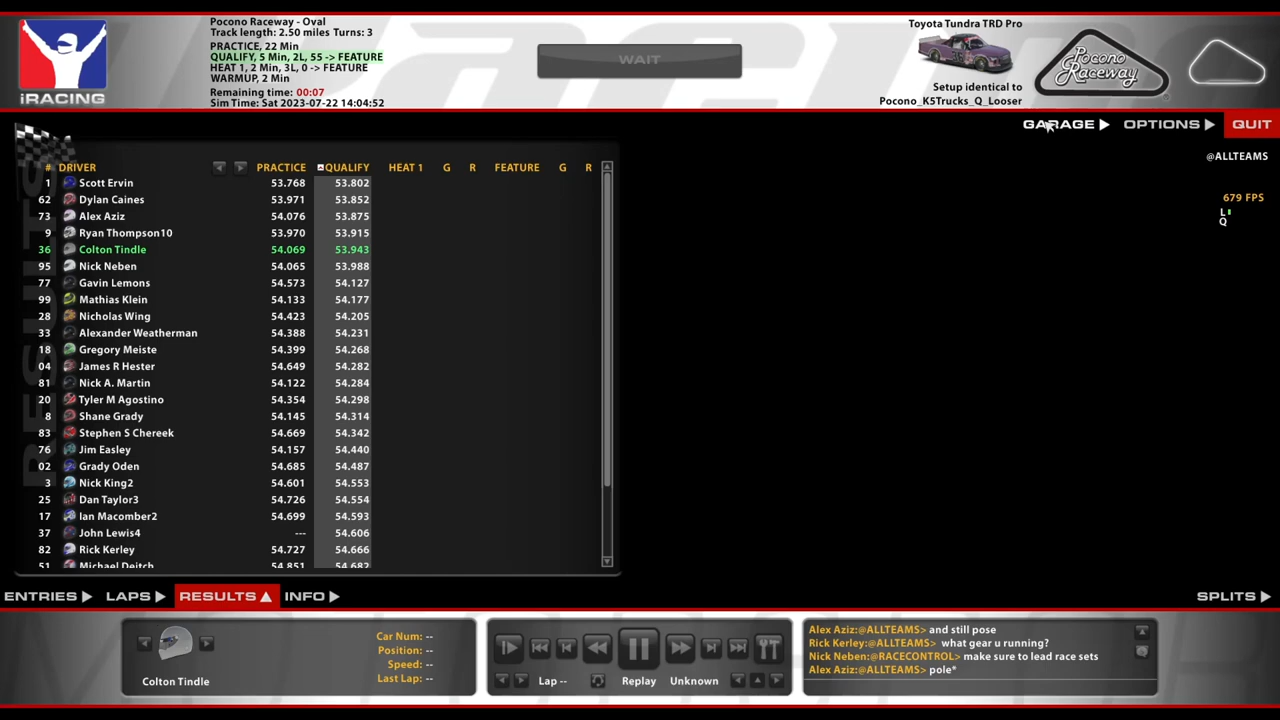 Pocono Raceway - Oval
Track length: 2.50 miles Turns: 3
PRACTICE, 22 Min
QUALIFY, 5 Min, 2L, 55 -> FEATURE
HEAT 1, 2 Min, 3L, 0 -> FEATURE
WARMUP, 2 Min
Remaining time: 00:07
Sim Time: Sat 2023-07-22 14:04:52
iRACING
WAIT
Toyota Tundra TRD Pro
Setup identical to
Pocono_K5Trucks_Q_Looser
Pocono
Raceway
GARAGE OPTIONS QUIT
@ALLTEAMS
679 FPS
L
Q
RESULTS
# DRIVER PRACTICE QUALIFY HEAT 1 G R FEATURE G R
1 Scott Ervin 53.768 53.802
62 Dylan Caines 53.971 53.852
73 Alex Aziz 54.076 53.875
9 Ryan Thompson10 53.970 53.915
36 Colton Tindle 54.069 53.943
95 Nick Neben 54.065 53.988
77 Gavin Lemons 54.573 54.127
99 Mathias Klein 54.133 54.177
28 Nicholas Wing 54.423 54.205
33 Alexander Weatherman 54.388 54.231
18 Gregory Meiste 54.399 54.268
04 James R Hester 54.649 54.282
81 Nick A. Martin 54.122 54.284
20 Tyler M Agostino 54.354 54.298
8 Shane Grady 54.145 54.314
83 Stephen S Chereek 54.669 54.342
76 Jim Easley 54.157 54.440
02 Grady Oden 54.685 54.487
3 Nick King2 54.601 54.553
25 Dan Taylor3 54.726 54.554
17 Ian Macomber2 54.699 54.593
37 John Lewis4 --- 54.606
82 Rick Kerley 54.727 54.666
51 Michael Deitch 54.851 54.682
ENTRIES LAPS RESULTS INFO SPLITS
Colton Tindle
Car Num: --
Position: --
Speed: --
Last Lap: --
Lap -- Replay Unknown
Alex Aziz:@ALLTEAMS> and still pose
Rick Kerley:@ALLTEAMS> what gear u running?
Nick Neben:@RACECONTROL> make sure to lead race sets
Alex Aziz:@ALLTEAMS> pole*